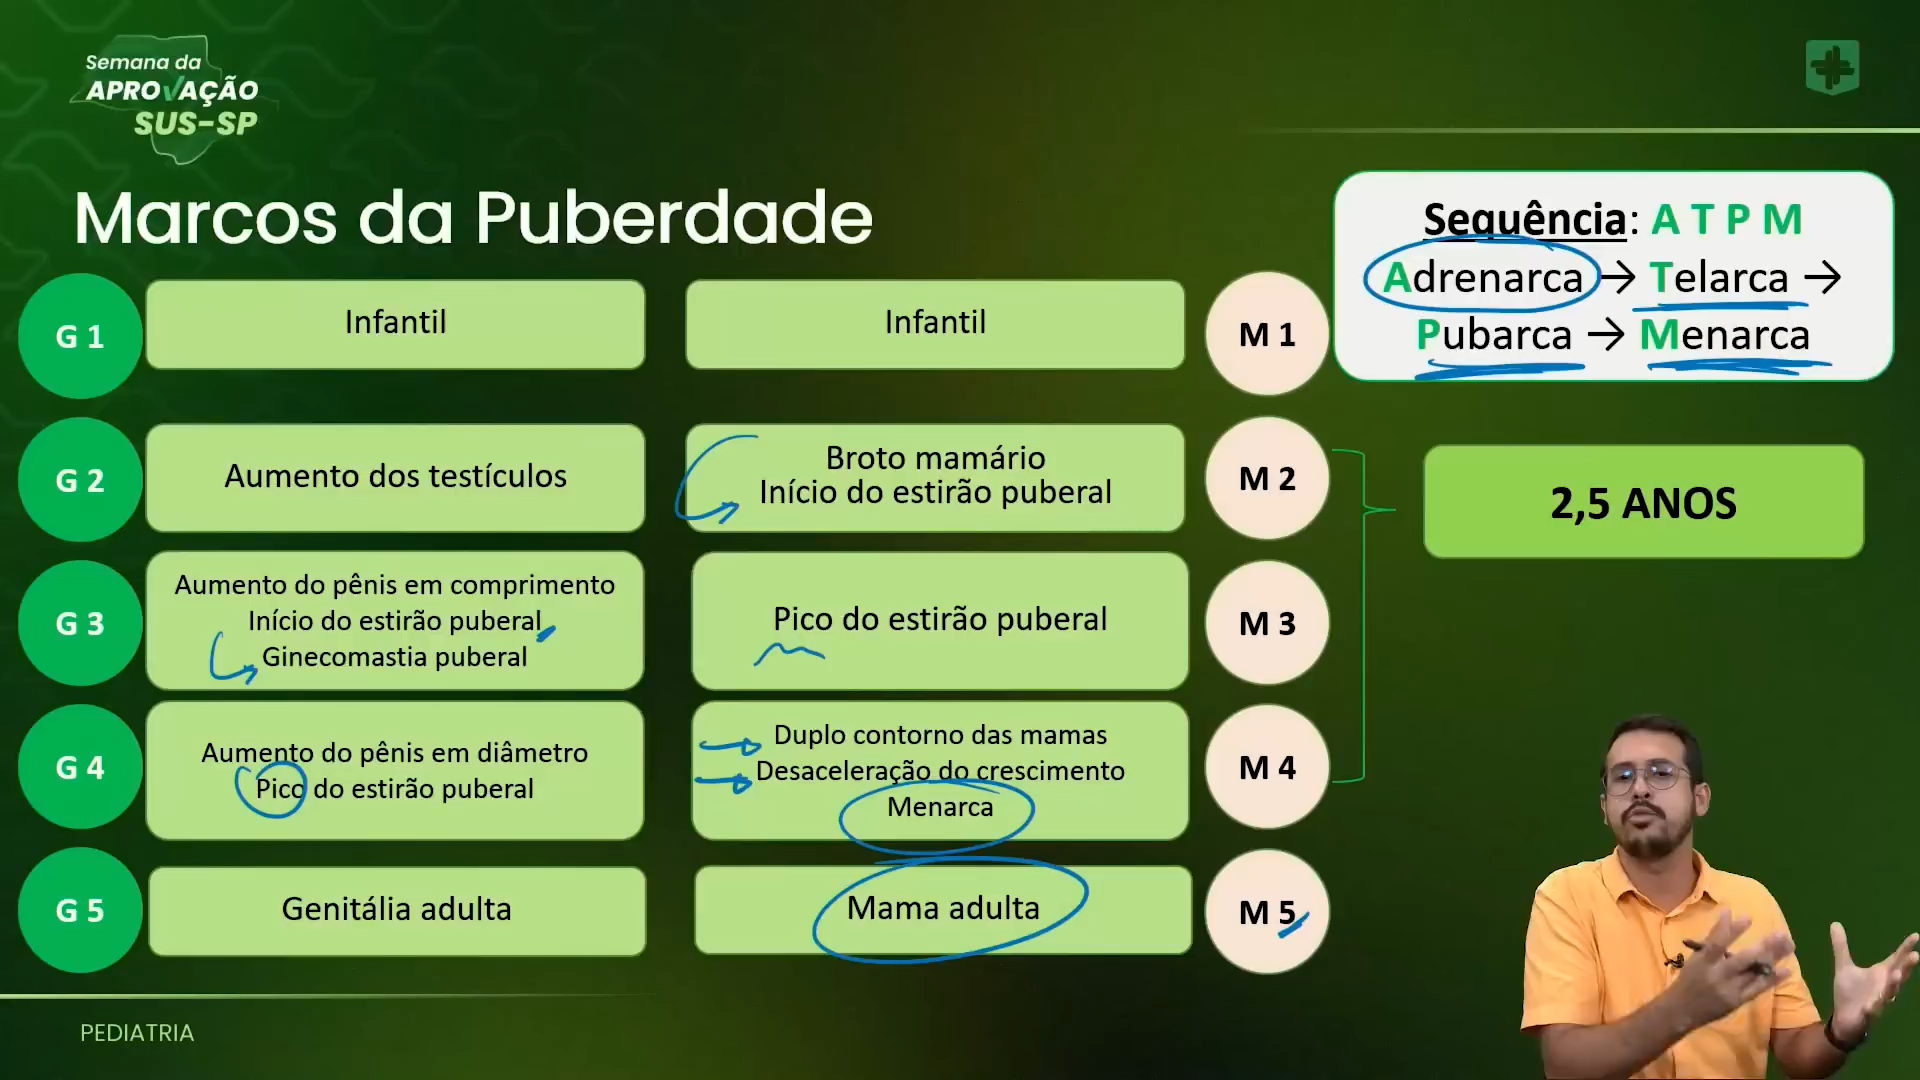 Semana da
APROVAÇÃO
SUS-SP
Marcos da Puberdade
Sequência: A T P M
Adrenarca → Telarca →
Pubarca → Menarca
G 1
Infantil
Infantil
M 1
G 2
Aumento dos testículos
Broto mamário
Início do estirão puberal
M 2
2,5 ANOS
G 3
Aumento do pênis em comprimento
Início do estirão puberal
Ginecomastia puberal
Pico do estirão puberal
M 3
G 4
Aumento do pênis em diâmetro
Pico do estirão puberal
Duplo contorno das mamas
Desaceleração do crescimento
Menarca
M 4
G 5
Genitália adulta
Mama adulta
M 5
PEDIATRIA